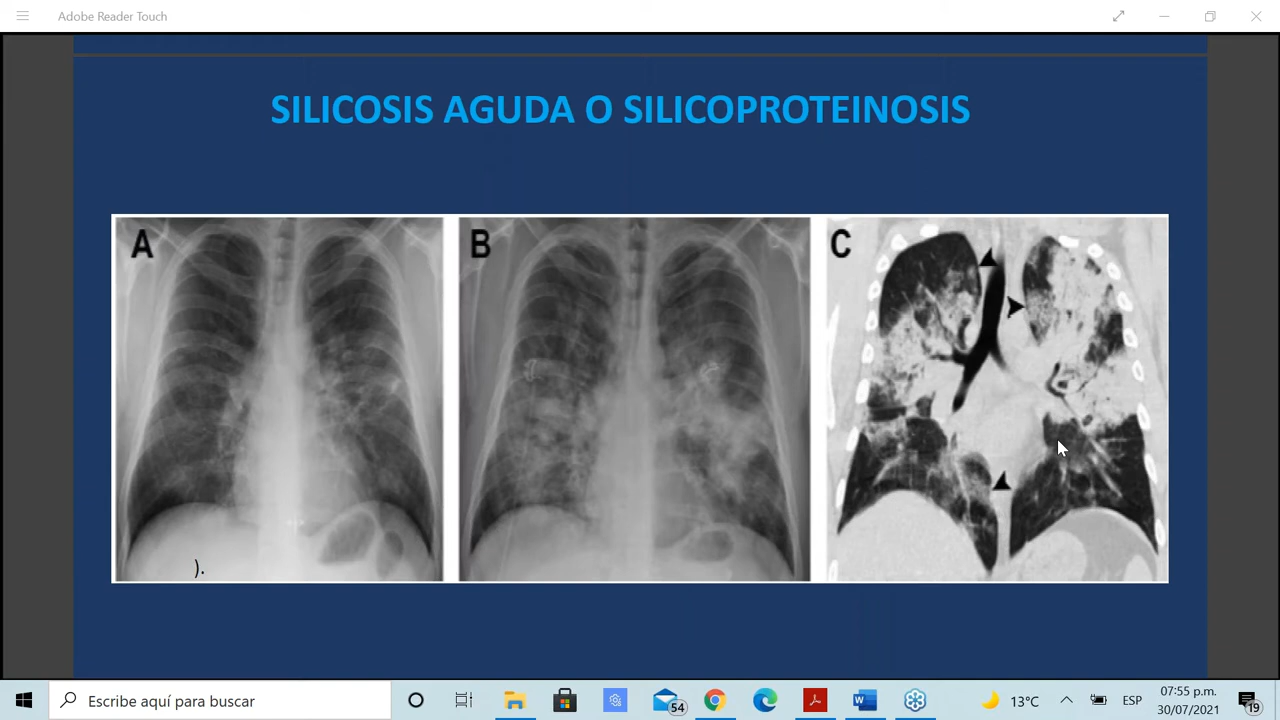 Adobe Reader Touch
SILICOSIS AGUDA O SILICOPROTEINOSIS
A
B
C
).
Escribe aquí para buscar
54
13°C
ESP
07:55 p.m.
30/07/2021
19